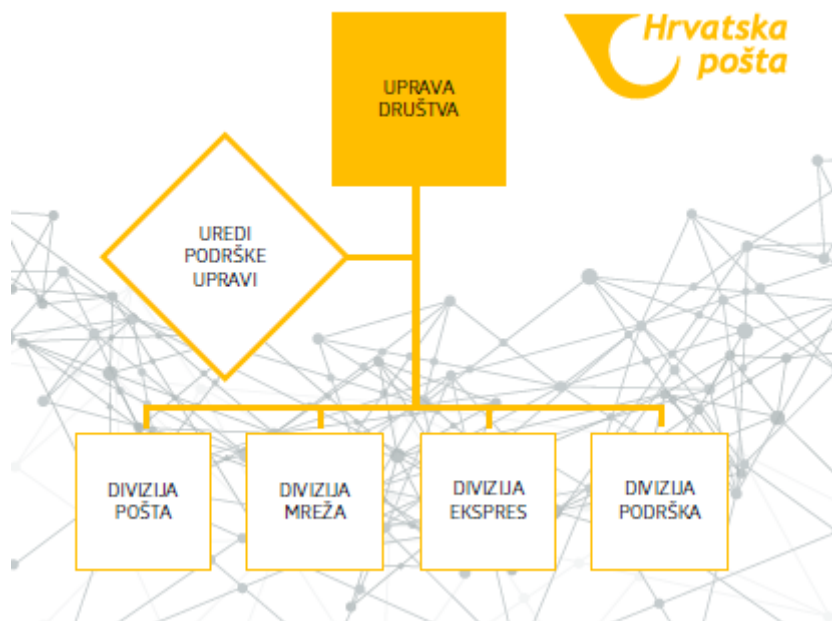 Hrvatska
pošta
UPRAVA
DRUŠTVA
UREDI
PODRŠKE
UPRAVI
DIVIZIJA
POŠTA
DIVIZIJA
MREŽA
DIVIZIJA
EKSPRES
DIVIZIJA
PODRŠKA